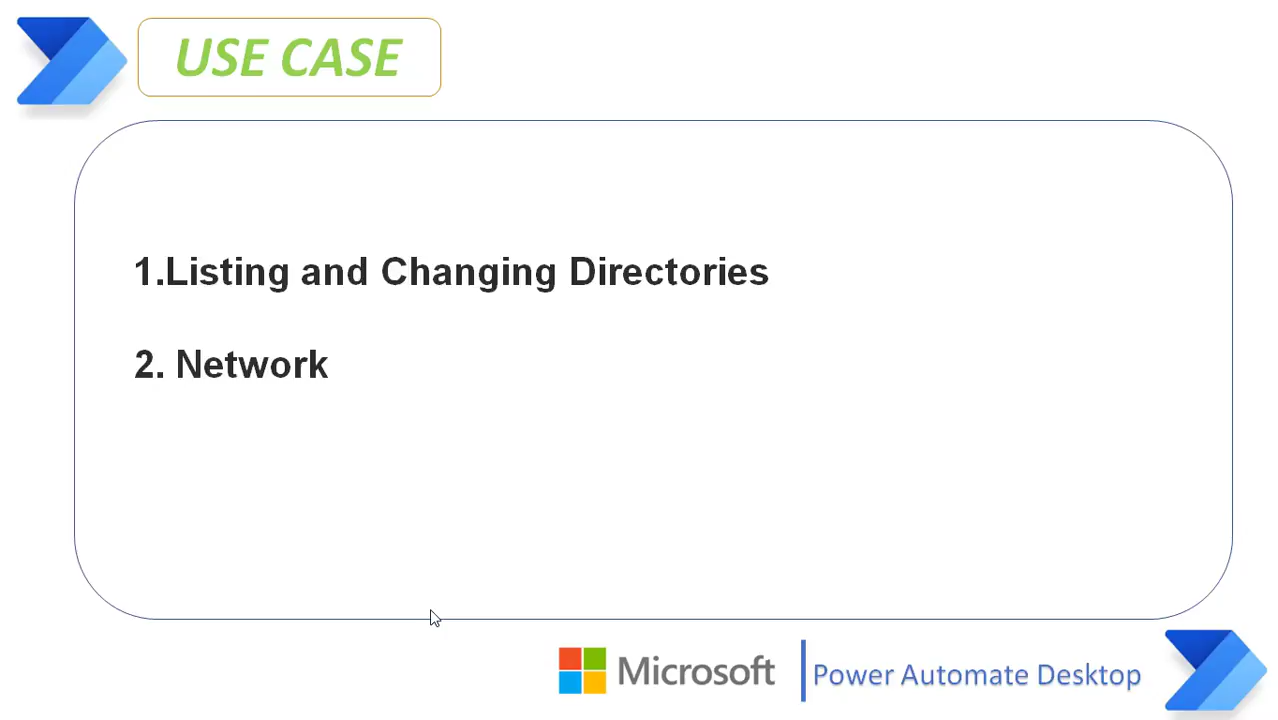 USE CASE
1.Listing and Changing Directories
2. Network
Microsoft
Power Automate Desktop